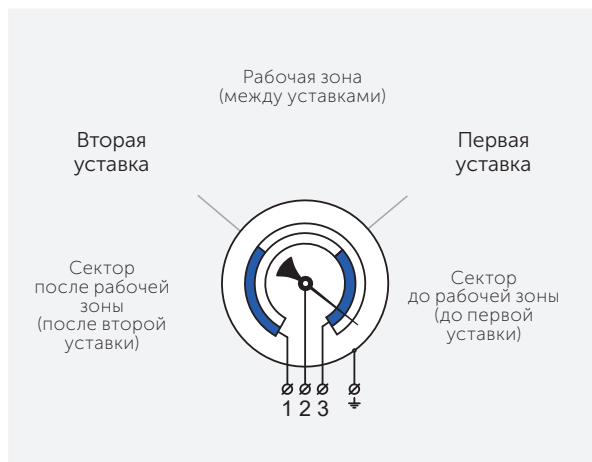 Рабочая зона
(между уставками)
Вторая
уставка
Первая
уставка
Сектор
после рабочей
зоны
(после второй
уставки)
Сектор
до рабочей зоны
(до первой
уставки)
1 2 3